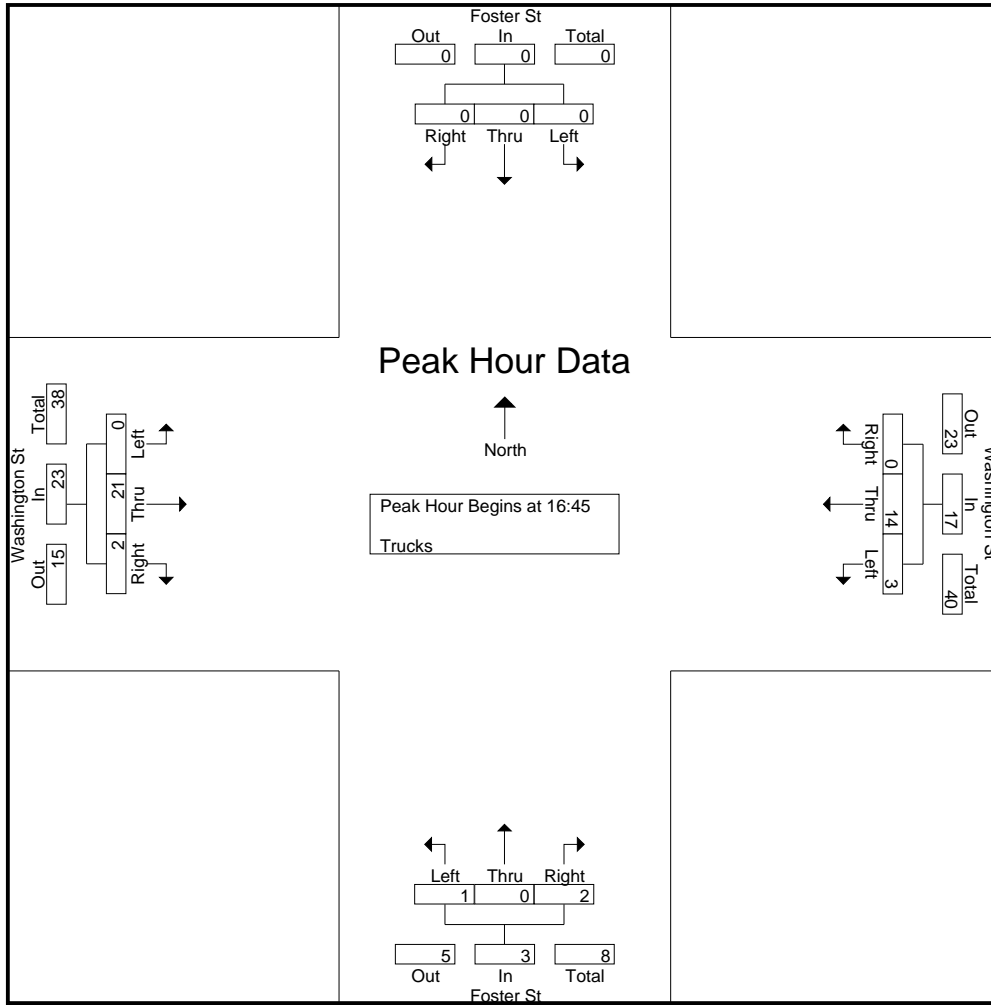 Foster St
Out In Total
0 0 0
0 0 0
Right Thru Left
Peak Hour Data
North
Peak Hour Begins at 16:45
Trucks
Washington St
Total In Out
38 23 15
0 21 2
Left Thru Right
Washington St
Out In Total
23 17 40
0 14 3
Right Thru Left
Left Thru Right
1 0 2
5 3 8
Out In Total
Foster St